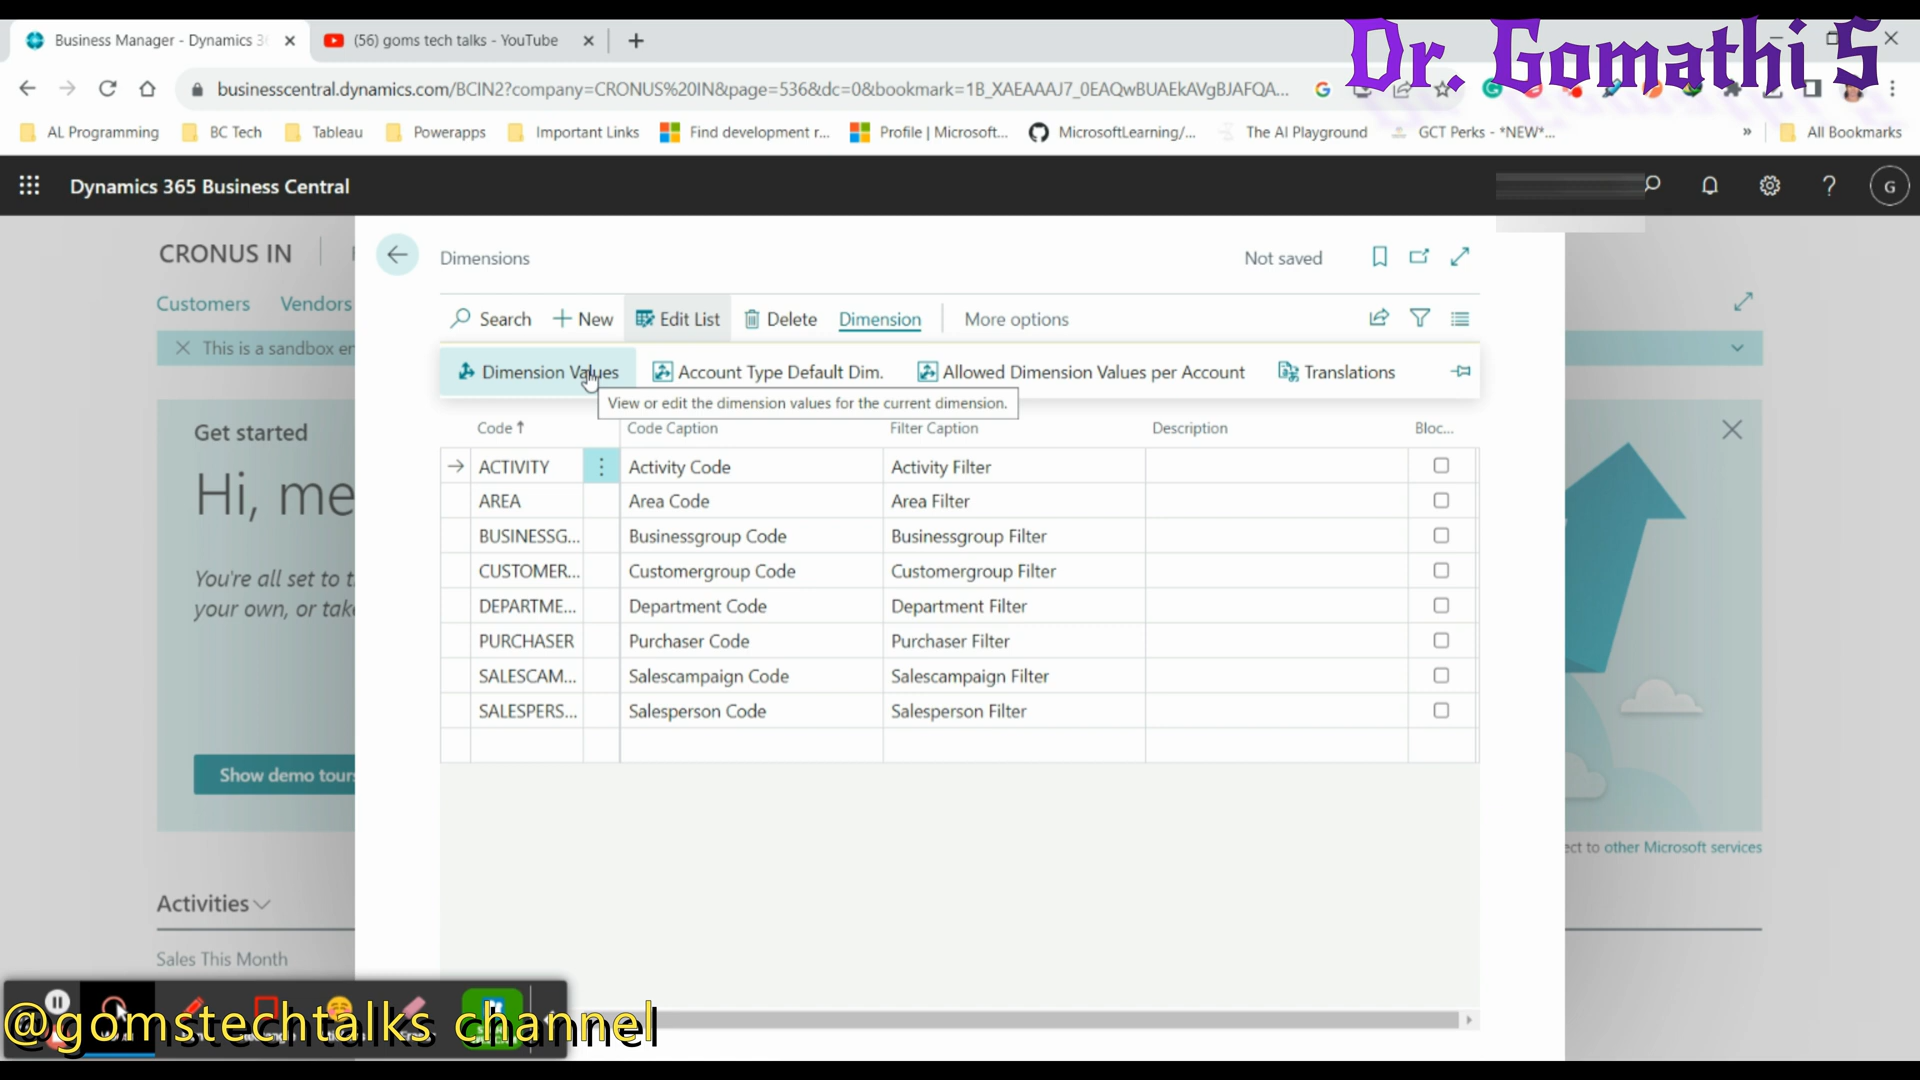 Business Manager - Dynamics 3
(56) goms tech talks - YouTube
Dr. Gomathi S
businesscentral.dynamics.com/BCIN2?company=CRONUS%20IN&page=536&dc=0&bookmark=1B_XAEAAAJ7_0EAQwBUAEkAVgBJAFQA...
AL Programming
BC Tech
Tableau
Powerapps
Important Links
Find development r...
Profile | Microsoft...
MicrosoftLearning/...
The AI Playground
GCT Perks - *NEW*...
»
All Bookmarks
Dynamics 365 Business Central
?
G
CRONUS IN
Customers
Vendors
This is a sandbox en
Get started
Hi, me
You're all set to t
your own, or take
Show demo tours
Activities
Sales This Month
Dimensions
Not saved
Search
New
Edit List
Delete
Dimension
More options
Dimension Values
Account Type Default Dim.
Allowed Dimension Values per Account
Translations
View or edit the dimension values for the current dimension.
Code↑
Code Caption
Filter Caption
Description
Bloc...
ACTIVITY
Activity Code
Activity Filter
AREA
Area Code
Area Filter
BUSINESSG...
Businessgroup Code
Businessgroup Filter
CUSTOMER...
Customergroup Code
Customergroup Filter
DEPARTME...
Department Code
Department Filter
PURCHASER
Purchaser Code
Purchaser Filter
SALESCAM...
Salescampaign Code
Salescampaign Filter
SALESPERS...
Salesperson Code
Salesperson Filter
ect to other Microsoft services
@gomstechtalks channel